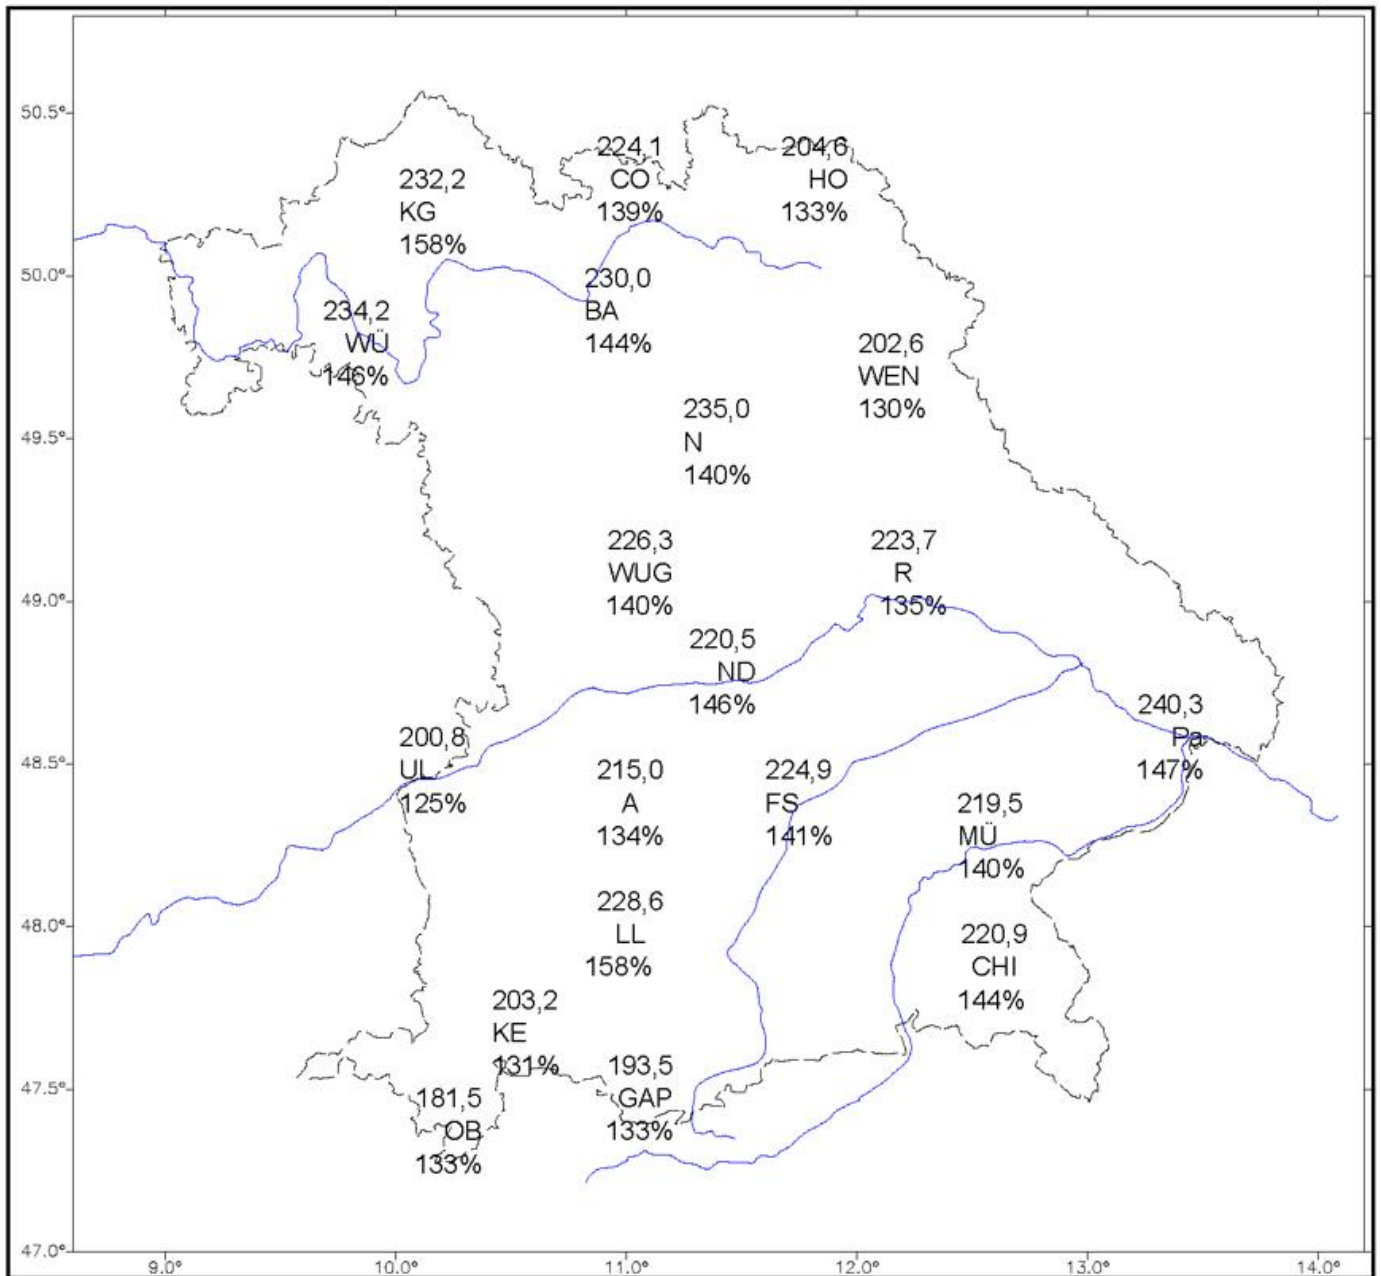 50.5°
224,1
CO
139%
204,6
HO
133%
232,2
KG
158%
50.0°
230,0
BA
144%
234,2
WÜ
146%
202,6
WEN
130%
49.5°
235,0
N
140%
226,3
WUG
140%
223,7
R
135%
49.0°
220,5
ND
146%
240,3
Pa
147%
200,8
UL
125%
48.5°
215,0
A
134%
224,9
FS
141%
219,5
MÜ
140%
228,6
LL
158%
48.0°
220,9
CHI
144%
203,2
KE
131%
193,5
GAP
133%
47.5°
181,5
OB
133%
47.0°
9.0° 10.0° 11.0° 12.0° 13.0° 14.0°